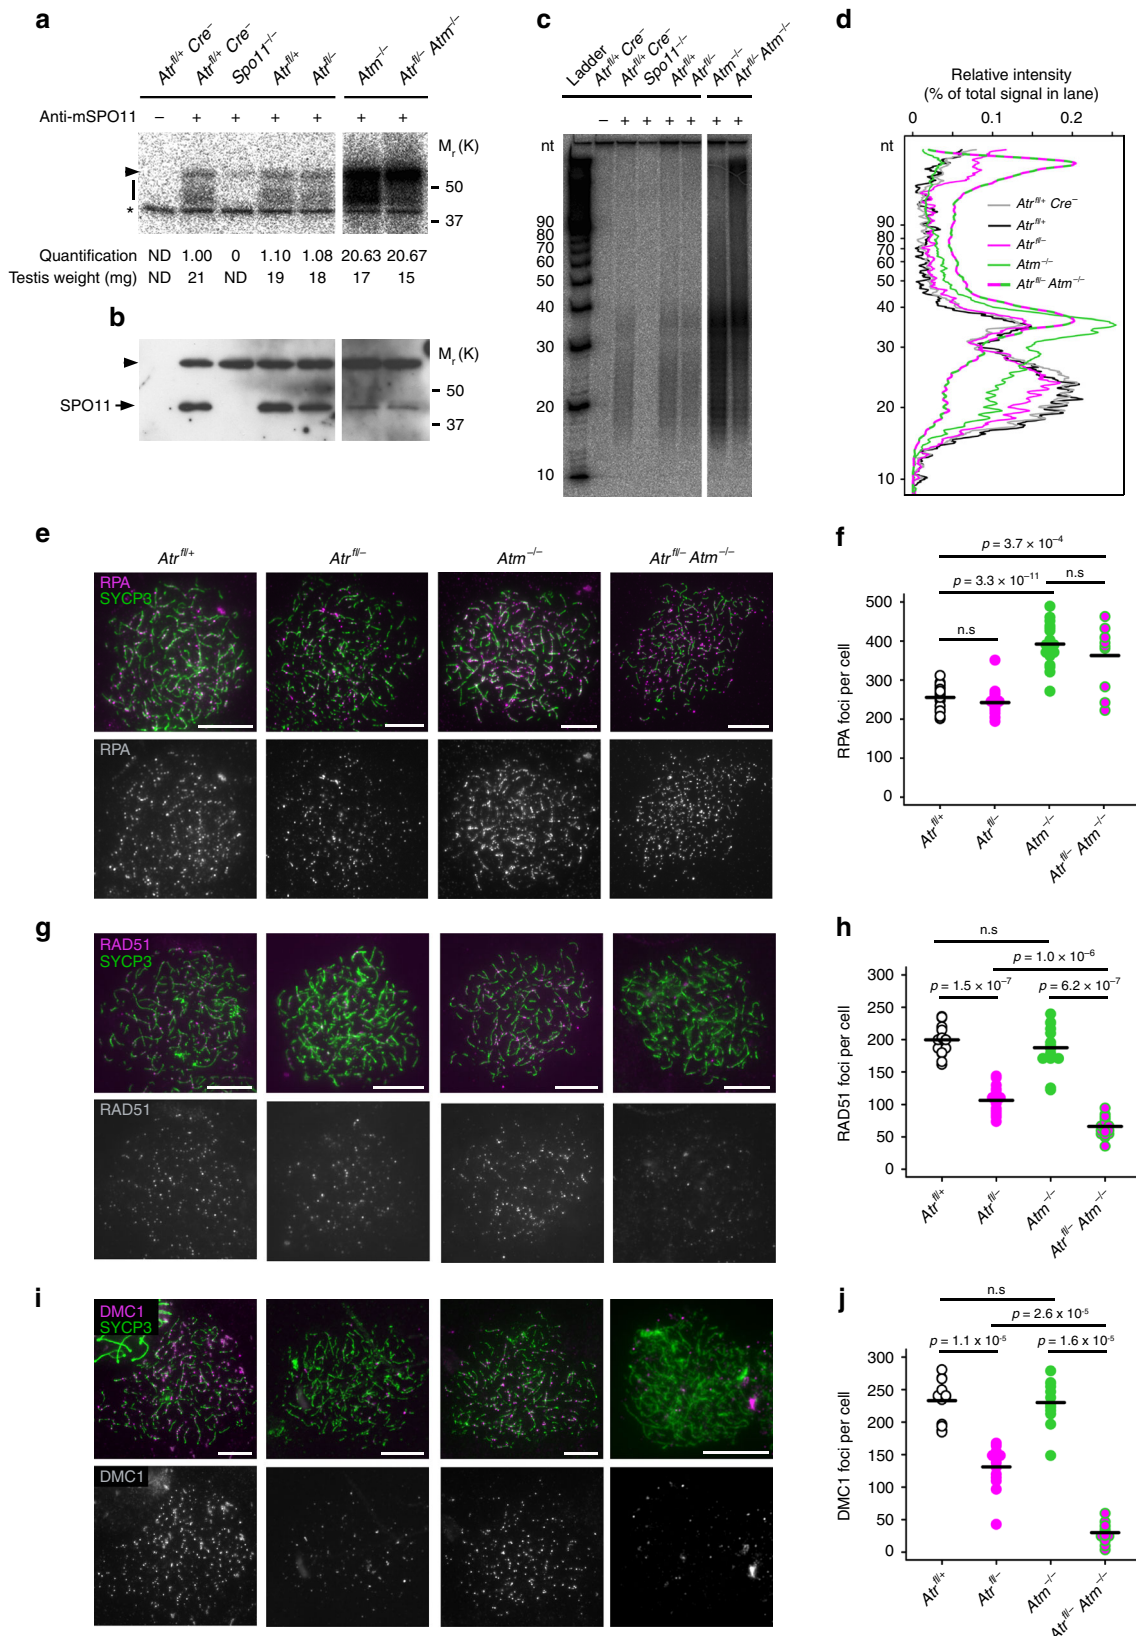 a
Atr fl/+ Cre –
Atr fl/+ Cre –
Spo11 –/–
Atr fl/+
Atr fl/–
Atm –/–
Atr fl/– Atm –/–
Anti-mSPO11 – + + + + + +
Mr (K)
50
*
37
Quantification ND 1.00 0 1.10 1.08 20.63 20.67
Testis weight (mg) ND 21 ND 19 18 17 15
b
Mr (K)
50
SPO11
37
c
Ladder
Atr fl/+ Cre –
Atr fl/+ Cre –
Spo11 –/–
Atr fl/+
Atr fl/–
Atm –/–
Atr fl/– Atm –/–
– + + + + + +
nt
90
80
70
60
50
40
30
20
10
d
Relative intensity
(% of total signal in lane)
0 0.1 0.2
nt
90
80
70
60
50
40
30
20
10
Atr fl/+ Cre –
Atr fl/+
Atr fl/–
Atm –/–
Atr fl/– Atm –/–
e
Atr fl/+ Atr fl/– Atm –/– Atr fl/– Atm –/–
RPA
SYCP3
RPA
f
p = 3.7 × 10–4
p = 3.3 × 10–11
n.s
n.s
RPA foci per cell
500
400
300
200
100
0
Atr fl/+
Atr fl/–
Atm –/–
Atr fl/– Atm –/–
g
RAD51
SYCP3
RAD51
h
n.s
p = 1.0 × 10–6
p = 1.5 × 10–7
p = 6.2 × 10–7
RAD51 foci per cell
300
250
200
150
100
50
0
Atr fl/+
Atr fl/–
Atm –/–
Atr fl/– Atm –/–
i
DMC1
SYCP3
DMC1
j
n.s
p = 2.6 x 10-5
p = 1.1 x 10-5
p = 1.6 x 10-5
DMC1 foci per cell
300
250
200
150
100
50
0
Atr fl/+
Atr fl/–
Atm –/–
Atr fl/– Atm –/–